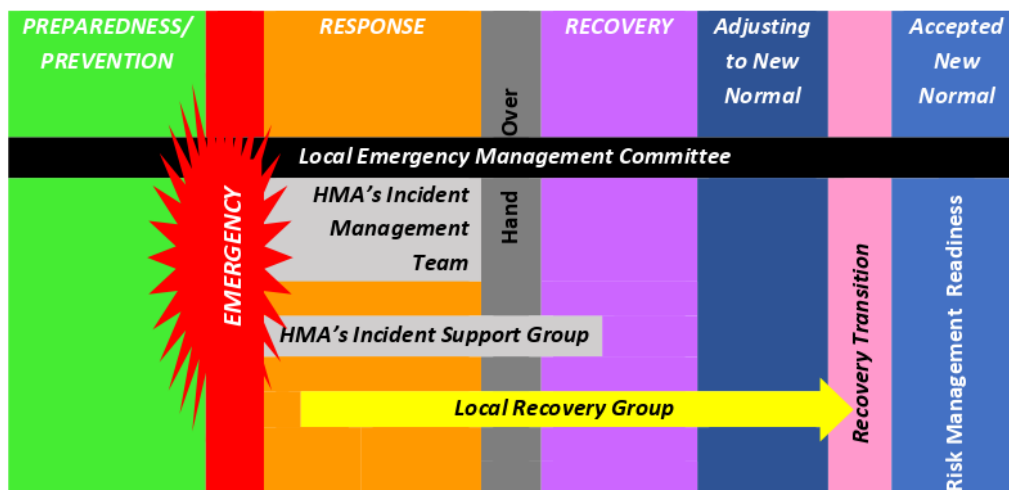 PREPAREDNESS/
PREVENTION
RESPONSE
RECOVERY
Adjusting
to New
Normal
Accepted
New
Normal
Local Emergency Management Committee
HMA's Incident
Management
Team
Hand Over
EMERGENCY
HMA's Incident Support Group
Local Recovery Group
Recovery Transition
Risk Management Readiness